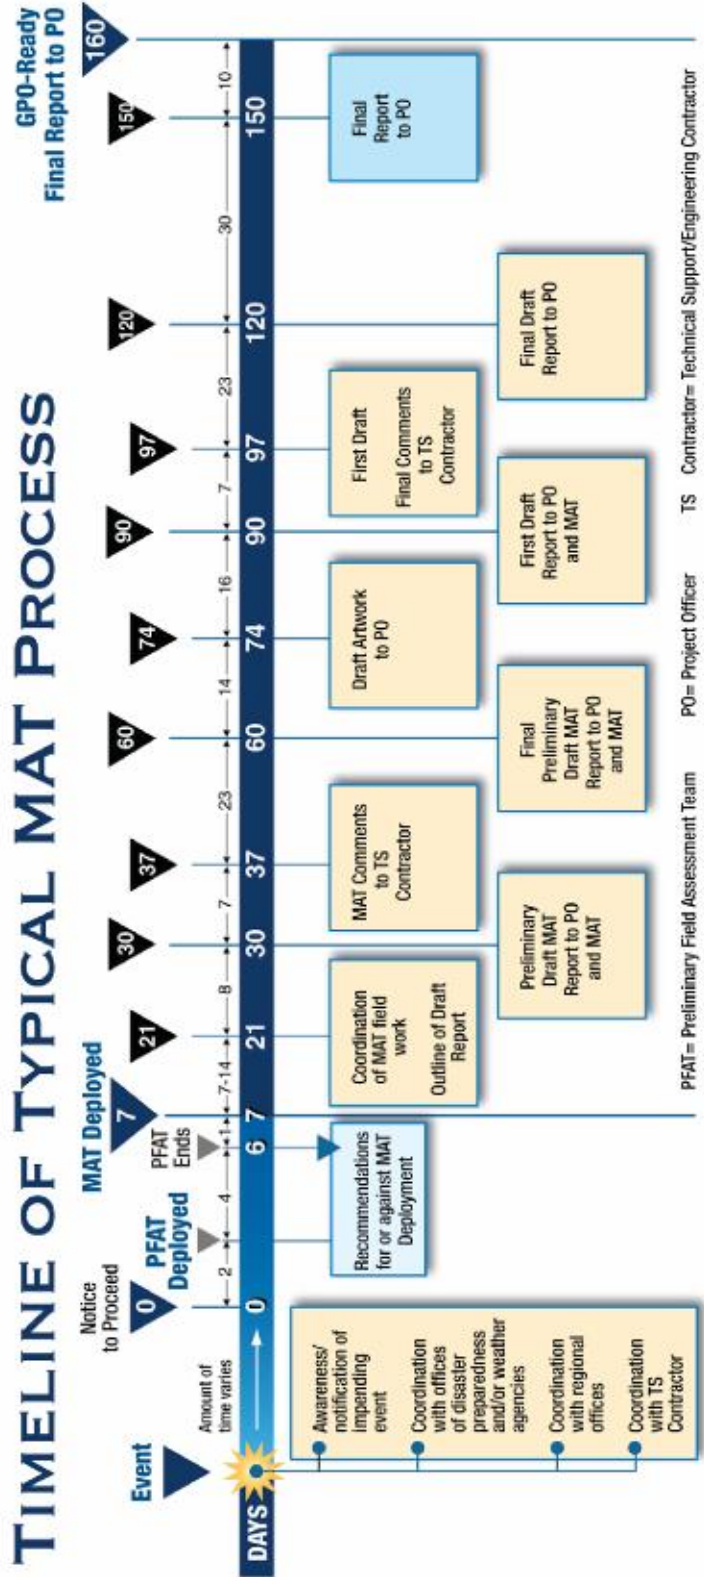 TIMELINE OF TYPICAL MAT PROCESS
Event
Notice
to Proceed
0
PFAT
Deployed
PFAT
Ends
MAT Deployed
7
21
30
37
60
74
90
97
120
150
GPO-Ready
Final Report to PO
160
Amount of
time varies
2
4
1
7-14
8
7
23
14
16
7
23
30
10
DAYS
0
6
7
21
30
37
60
74
90
97
120
150
Awareness/
notification of
impending
event
Coordination
with offices
of disaster
preparedness
and/or weather
agencies
Coordination
with regional
offices
Coordination
with TS
Contractor
Recommendations
for or against MAT
Deployment
Coordination
of MAT field
work
Outline of Draft
Report
Preliminary
Draft MAT
Report to PO
and MAT
MAT Comments
to TS
Contractor
Final
Preliminary
Draft MAT
Report to PO
and MAT
Draft Artwork
to PO
First Draft
Report to PO
and MAT
First Draft
Final Comments
to TS
Contractor
Final Draft
Report to PO
Final
Report
to PO
PFAT= Preliminary Field Assessment Team PO= Project Officer TS Contractor= Technical Support/Engineering Contractor